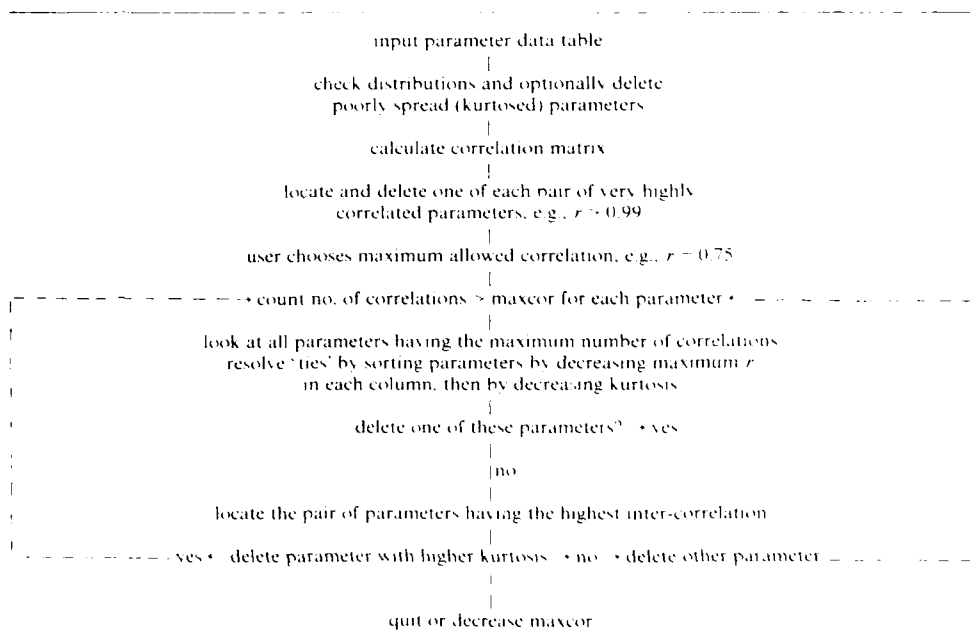 input parameter data table
check distributions and optionally delete
poorly spread (kurtosed) parameters
calculate correlation matrix
locate and delete one of each pair of very highly
correlated parameters, e.g., r > 0.99
user chooses maximum allowed correlation, e.g., r = 0.75
count no. of correlations > maxcor for each parameter
look at all parameters having the maximum number of correlations
resolve 'ties' by sorting parameters by decreasing maximum r
in each column, then by decreasing kurtosis
delete one of these parameters? → yes
no
locate the pair of parameters having the highest inter-correlation
yes ← delete parameter with higher kurtosis → no → delete other parameter
quit or decrease maxcor